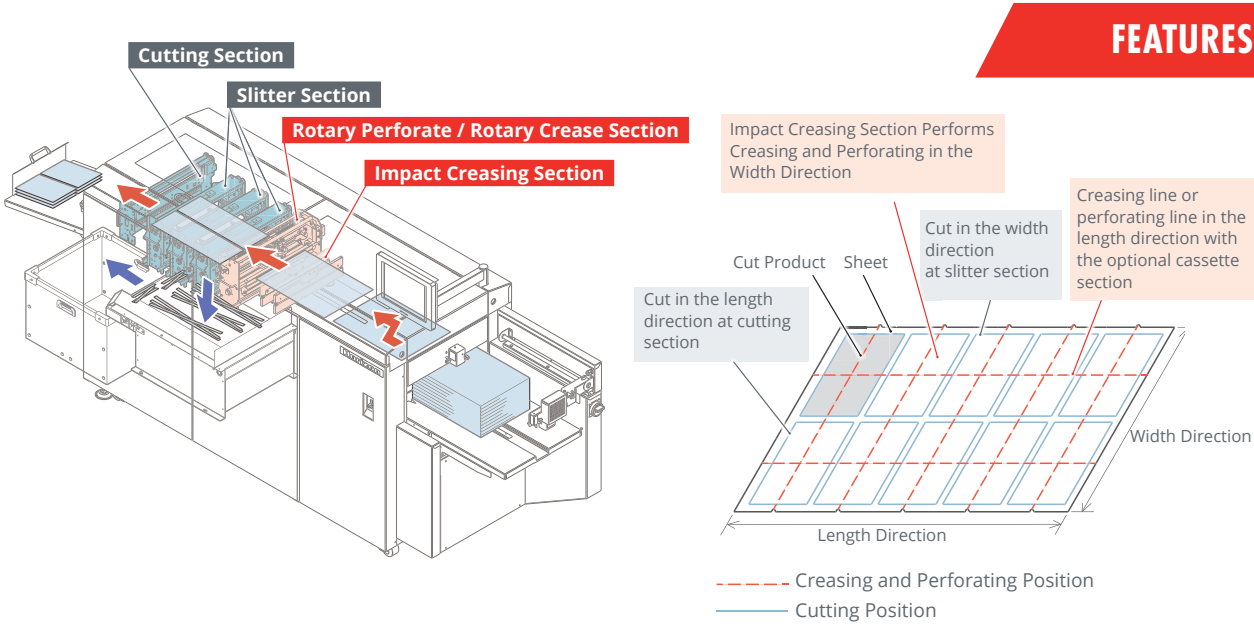 FEATURES
Cutting Section
Slitter Section
Rotary Perforate / Rotary Crease Section
Impact Creasing Section
Impact Creasing Section Performs
Creasing and Perforating in the
Width Direction
Creasing line or
perforating line in the
length direction with
the optional cassette
section
Cut in the width
direction
at slitter section
Cut Product
Sheet
Cut in the length
direction at cutting
section
Width Direction
Length Direction
Creasing and Perforating Position
Cutting Position